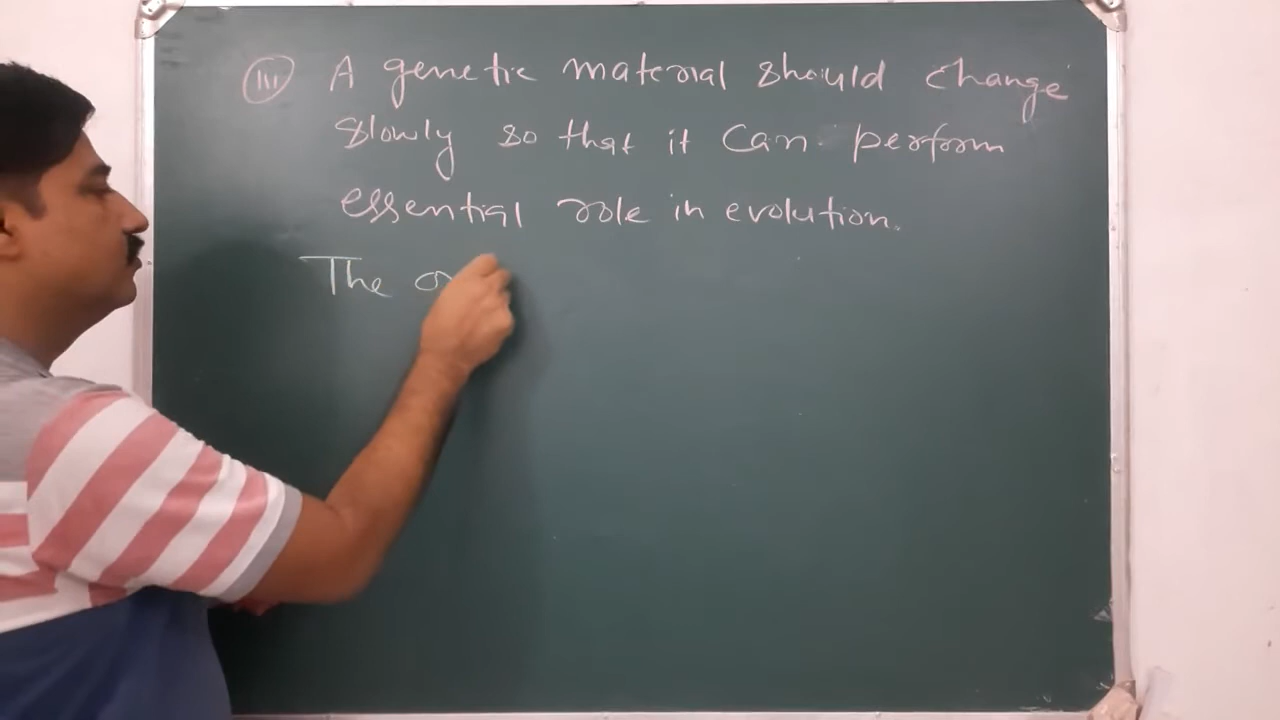 (III) A genetic material should change
slowly so that it can perform
essential role in evolution.
The